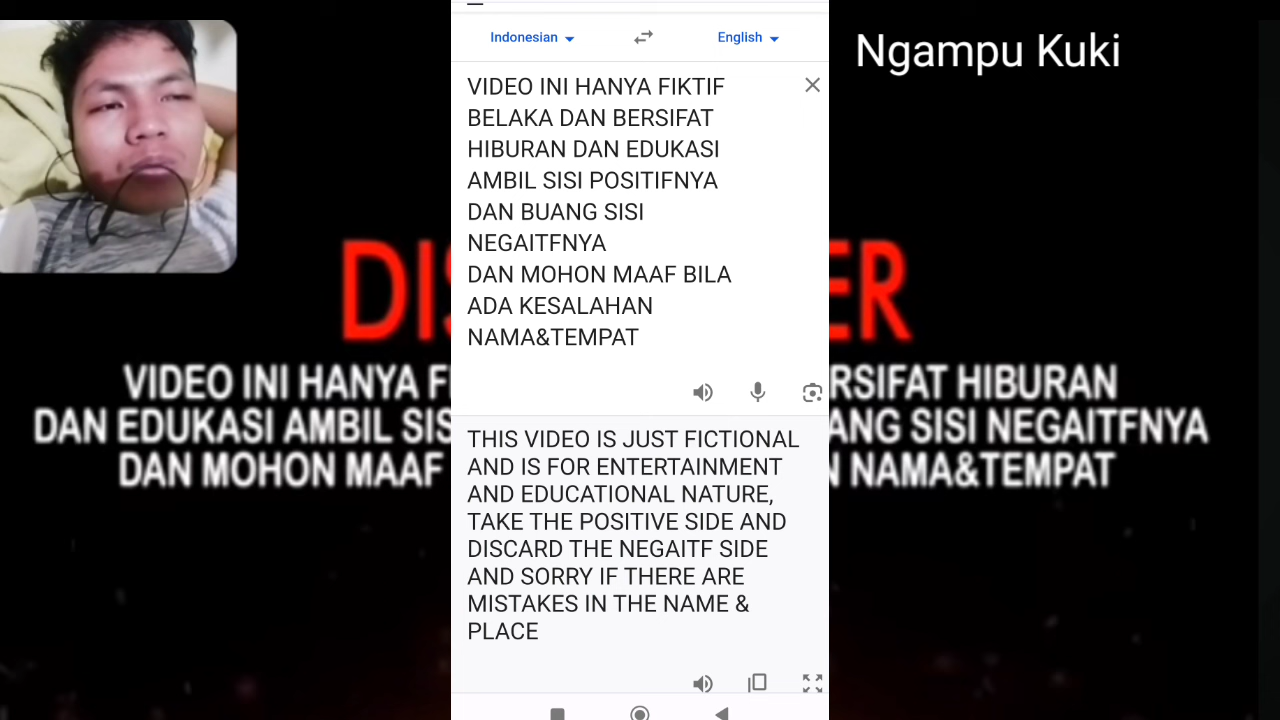 Ngampu Kuki
Indonesian
English
VIDEO INI HANYA FIKTIF
BELAKA DAN BERSIFAT
HIBURAN DAN EDUKASI
AMBIL SISI POSITIFNYA
DAN BUANG SISI
NEGAITFNYA
DAN MOHON MAAF BILA
ADA KESALAHAN
NAMA&TEMPAT
THIS VIDEO IS JUST FICTIONAL
AND IS FOR ENTERTAINMENT
AND EDUCATIONAL NATURE,
TAKE THE POSITIVE SIDE AND
DISCARD THE NEGAITF SIDE
AND SORRY IF THERE ARE
MISTAKES IN THE NAME &
PLACE
DIS ER
VIDEO INI HANYA F RSIFAT HIBURAN
DAN EDUKASI AMBIL SIS ANG SISI NEGAITFNYA
DAN MOHON MAAF N NAMA&TEMPAT